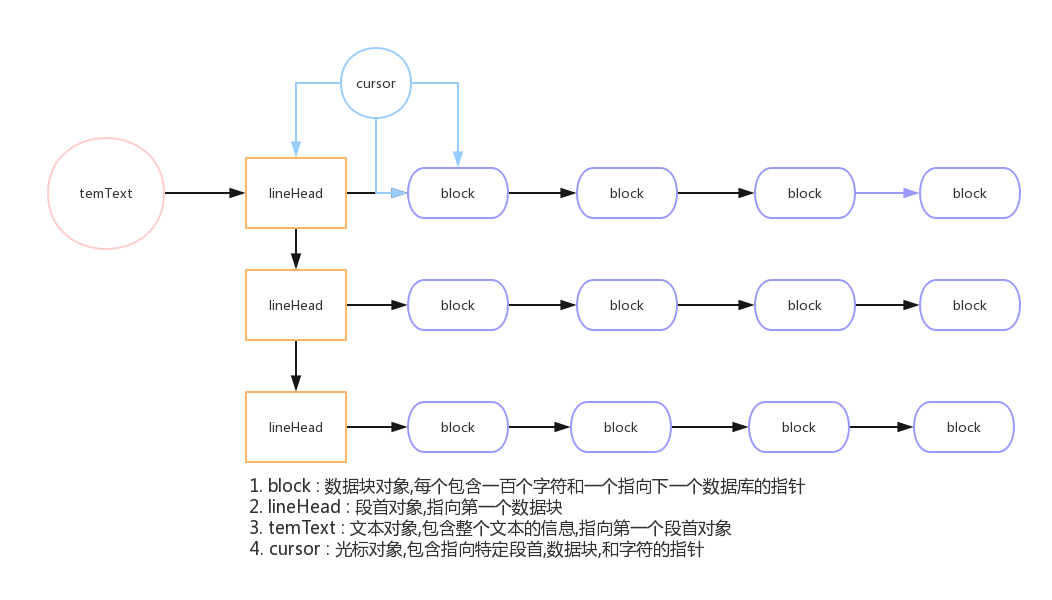 cursor
temText
lineHead
block
block
block
block
lineHead
block
block
block
block
lineHead
block
block
block
block
1. block : 数据块对象,每个包含一百个字符和一个指向下一个数据库的指针
2. lineHead : 段首对象,指向第一个数据块
3. temText : 文本对象,包含整个文本的信息,指向第一个段首对象
4. cursor : 光标对象,包含指向特定段首,数据块,和字符的指针